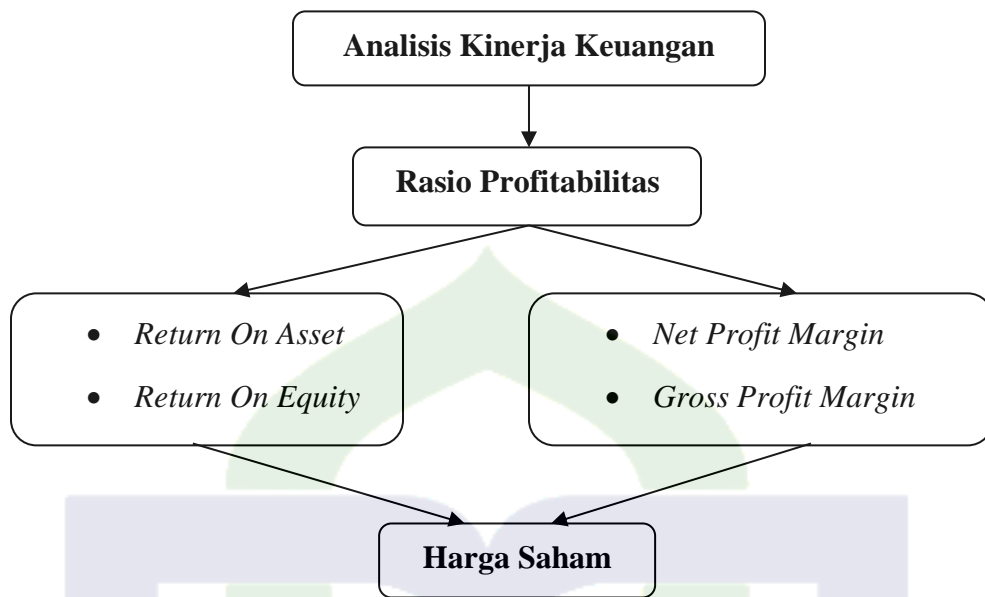 Analisis Kinerja Keuangan
Rasio Profitabilitas
• Return On Asset
• Return On Equity
• Net Profit Margin
• Gross Profit Margin
Harga Saham